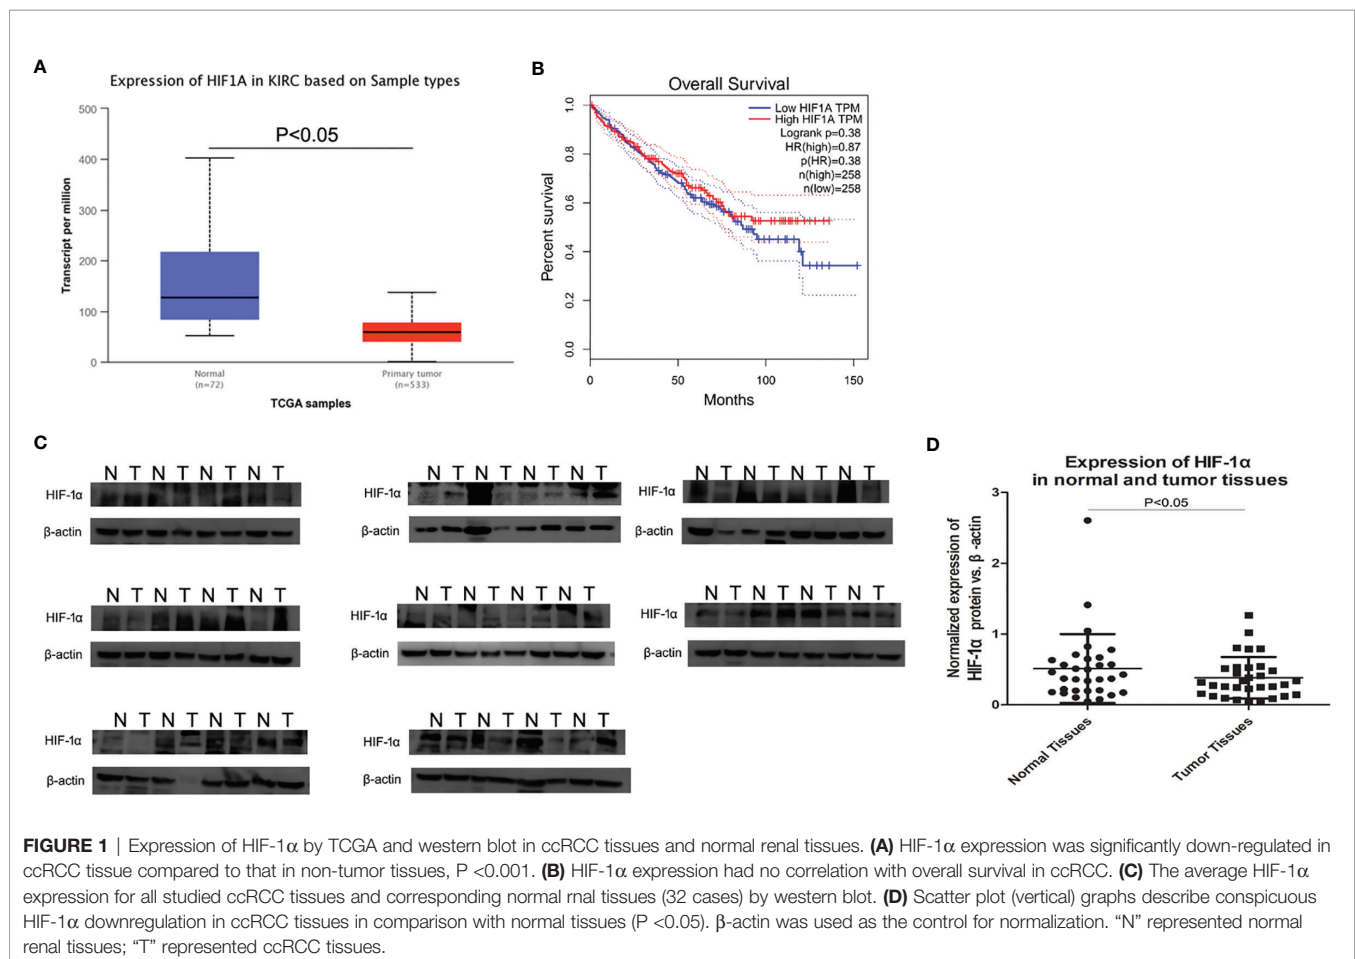 A
Expression of HIF1A in KIRC based on Sample types
P<0.05
Transcript per million
500
400
300
200
100
0
Normal
(n=72)
Primary tumor
(n=533)
TCGA samples
B
Overall Survival
Low HIF1A TPM
High HIF1A TPM
Logrank p=0.38
HR(high)=0.87
p(HR)=0.38
n(high)=258
n(low)=258
Percent survival
1.0
0.8
0.6
0.4
0.2
0.0
0 50 100 150
Months
C
N T N T N T N T
HIF-1α
β-actin
N T N T N T N T
HIF-1α
β-actin
N T N T N T N T
HIF-1α
β-actin
N T N T N T N T
HIF-1α
β-actin
N T N T N T N T
HIF-1α
β-actin
N T N T N T N T
HIF-1α
β-actin
N T N T N T N T
HIF-1α
β-actin
N T N T N T N T
HIF-1α
β-actin
D
Expression of HIF-1α
in normal and tumor tissues
P<0.05
Normalized expression of
HIF-1α protein vs. β -actin
3
2
1
0
Normal Tissues
Tumor Tissues
FIGURE 1 | Expression of HIF-1α by TCGA and western blot in ccRCC tissues and normal renal tissues. (A) HIF-1α expression was significantly down-regulated in
ccRCC tissue compared to that in non-tumor tissues, P <0.001. (B) HIF-1α expression had no correlation with overall survival in ccRCC. (C) The average HIF-1α
expression for all studied ccRCC tissues and corresponding normal rnal tissues (32 cases) by western blot. (D) Scatter plot (vertical) graphs describe conspicuous
HIF-1α downregulation in ccRCC tissues in comparison with normal tissues (P <0.05). β-actin was used as the control for normalization. “N” represented normal
renal tissues; “T” represented ccRCC tissues.